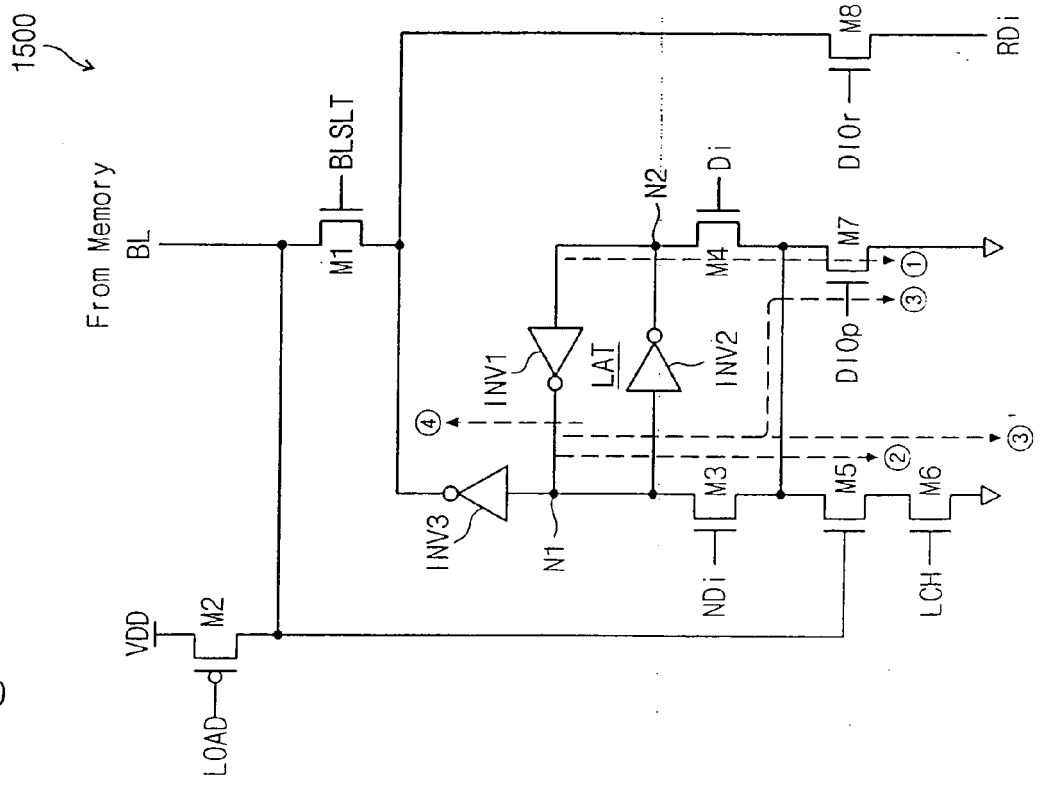 1500
From Memory
BL
VDD
LOAD
M2
M1
BLSLT
INV3
INV1
④
LAT
INV2
N1
N2
③
②
③'
①
NDi
M3
M4
Di
M5
LCH
M6
DIOp
M7
DIOr
M8
RDi